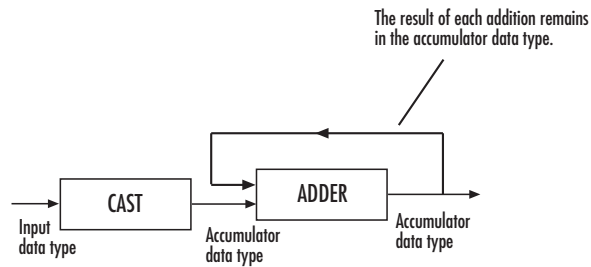 The result of each addition remains
in the accumulator data type.
CAST
ADDER
Input
data type
Accumulator
data type
Accumulator
data type